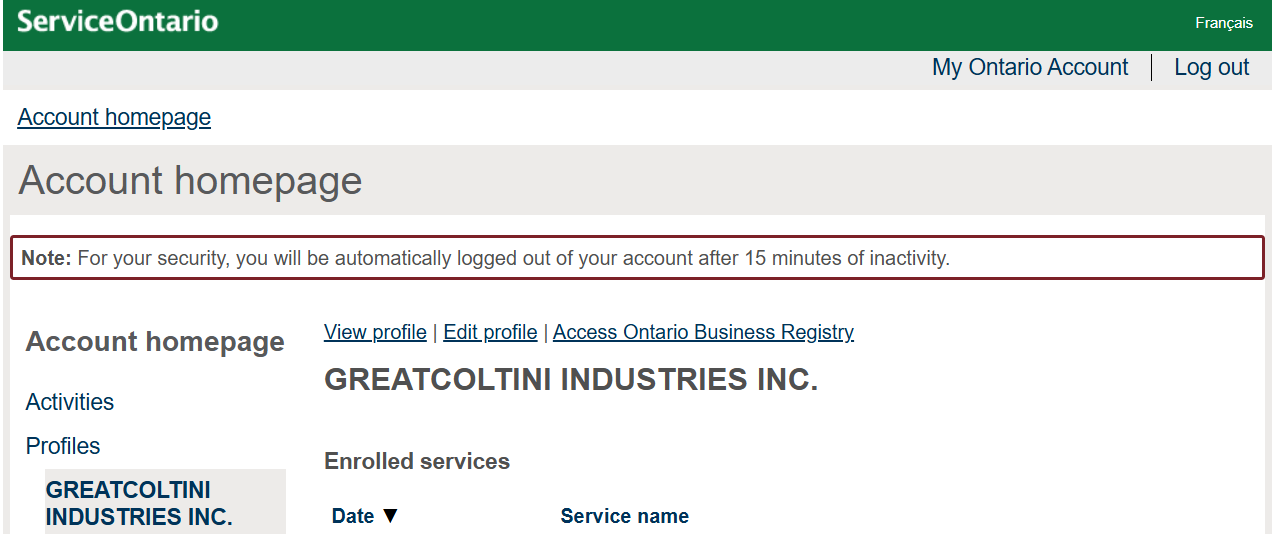 ServiceOntario
Français
My Ontario Account | Log out
Account homepage
Account homepage
Note: For your security, you will be automatically logged out of your account after 15 minutes of inactivity.
Account homepage
Activities
Profiles
GREATCOLTINI
INDUSTRIES INC.
View profile | Edit profile | Access Ontario Business Registry
GREATCOLTINI INDUSTRIES INC.
Enrolled services
Date ▼ Service name